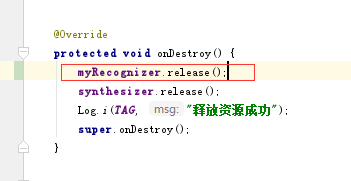 @Override
protected void onDestroy() {
myRecognizer.release();
synthesizer.release();
Log.i(TAG, msg: "释放资源成功");
super.onDestroy();
}